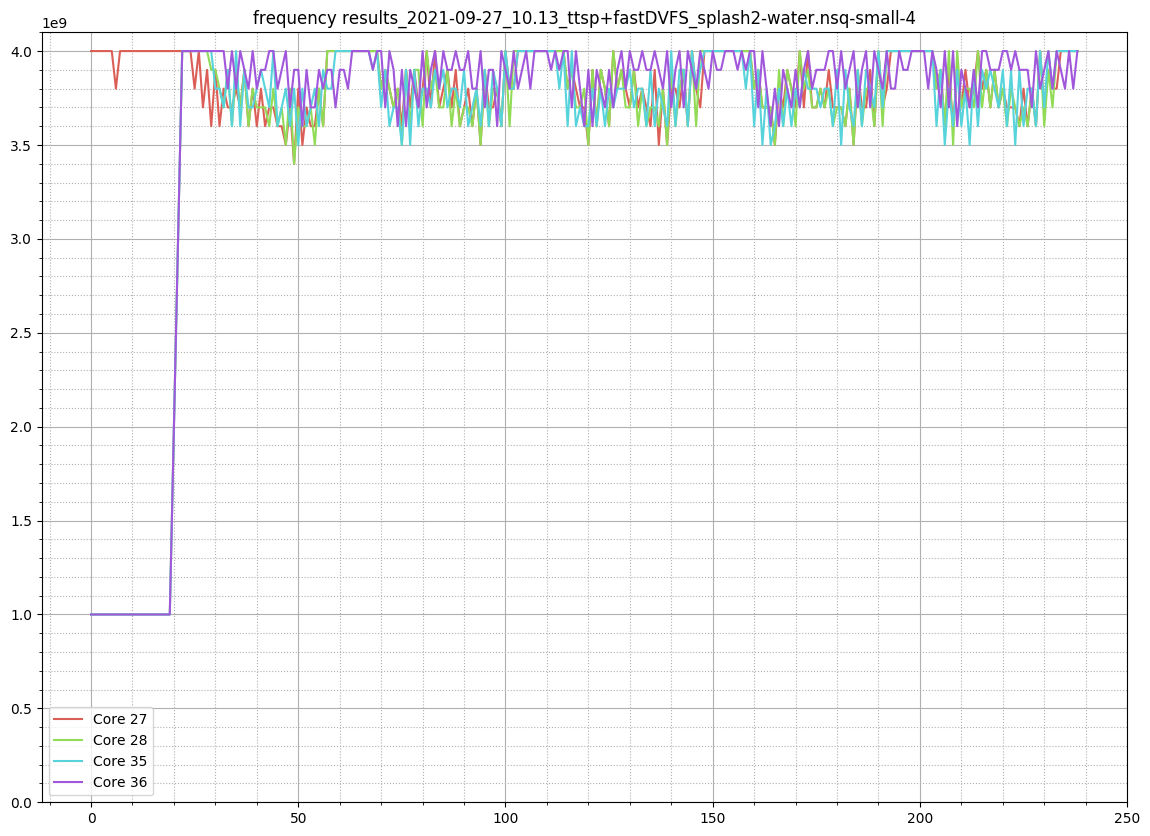 frequency results_2021-09-27_10.13_ttsp+fastDVFS_splash2-water.nsq-small-4
1e9
4.0
3.5
3.0
2.5
2.0
1.5
1.0
0.5
0.0
Core 27
Core 28
Core 35
Core 36
0 50 100 150 200 250